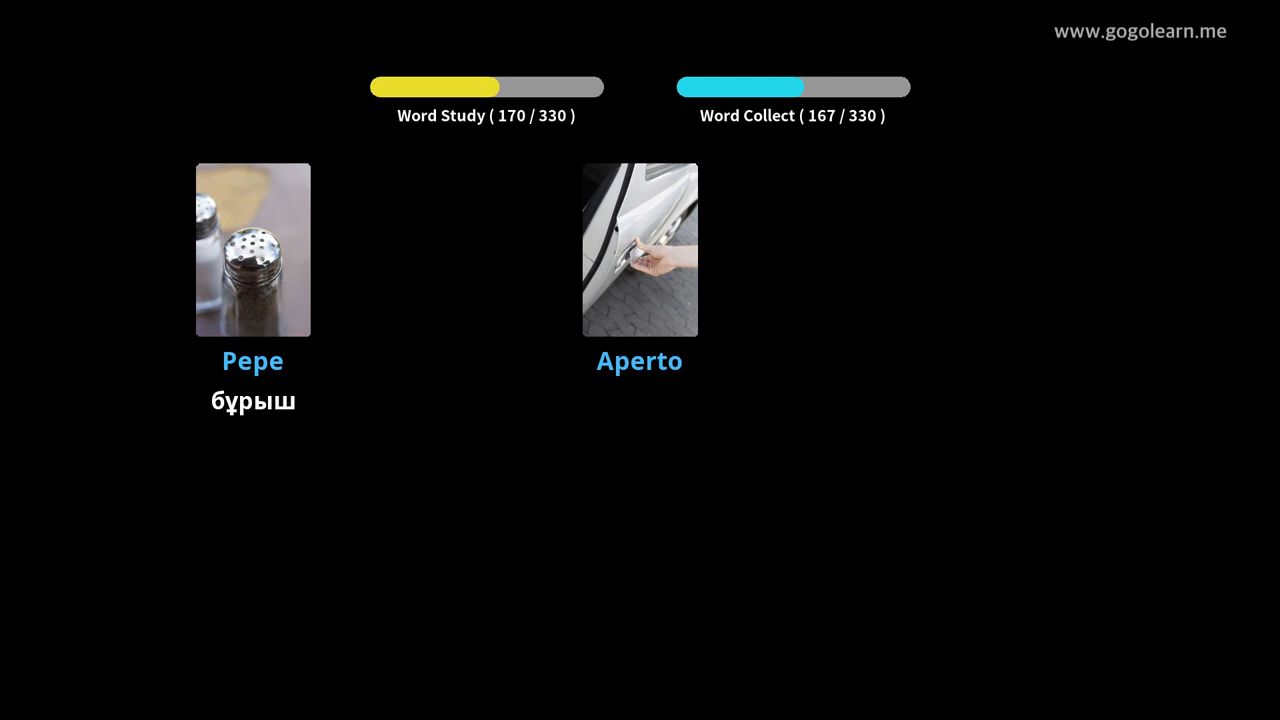 www.gogolearn.me
Word Study ( 170 / 330 )
Word Collect ( 167 / 330 )
Pepe
Aperto
бұрыш